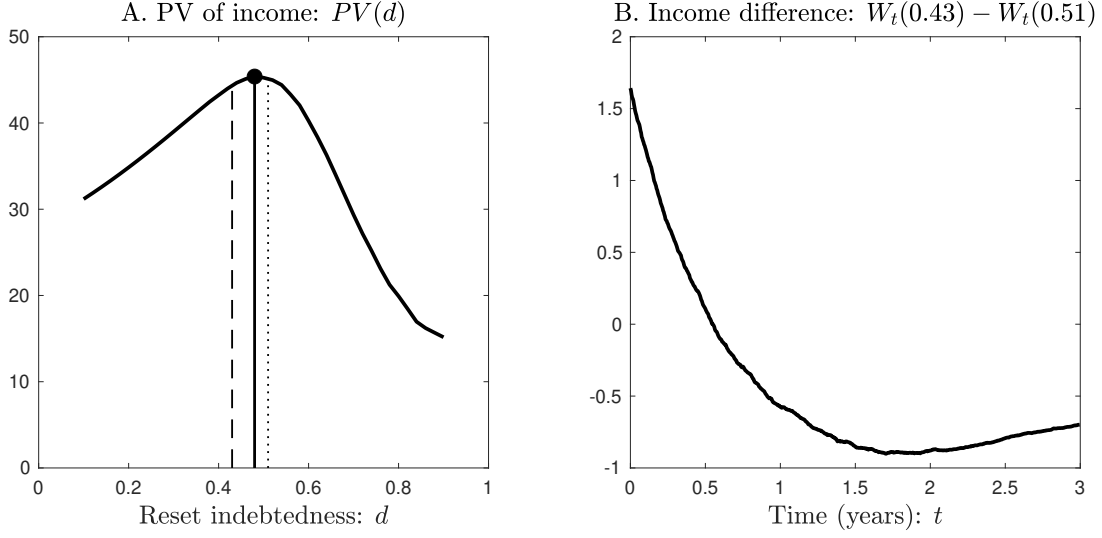 A. PV of income: PV(d)
50
40
30
20
10
0
0 0.2 0.4 0.6 0.8 1
Reset indebtedness: d
B. Income difference: Wₜ(0.43) − Wₜ(0.51)
2
1.5
1
0.5
0
-0.5
-1
0 0.5 1 1.5 2 2.5 3
Time (years): t